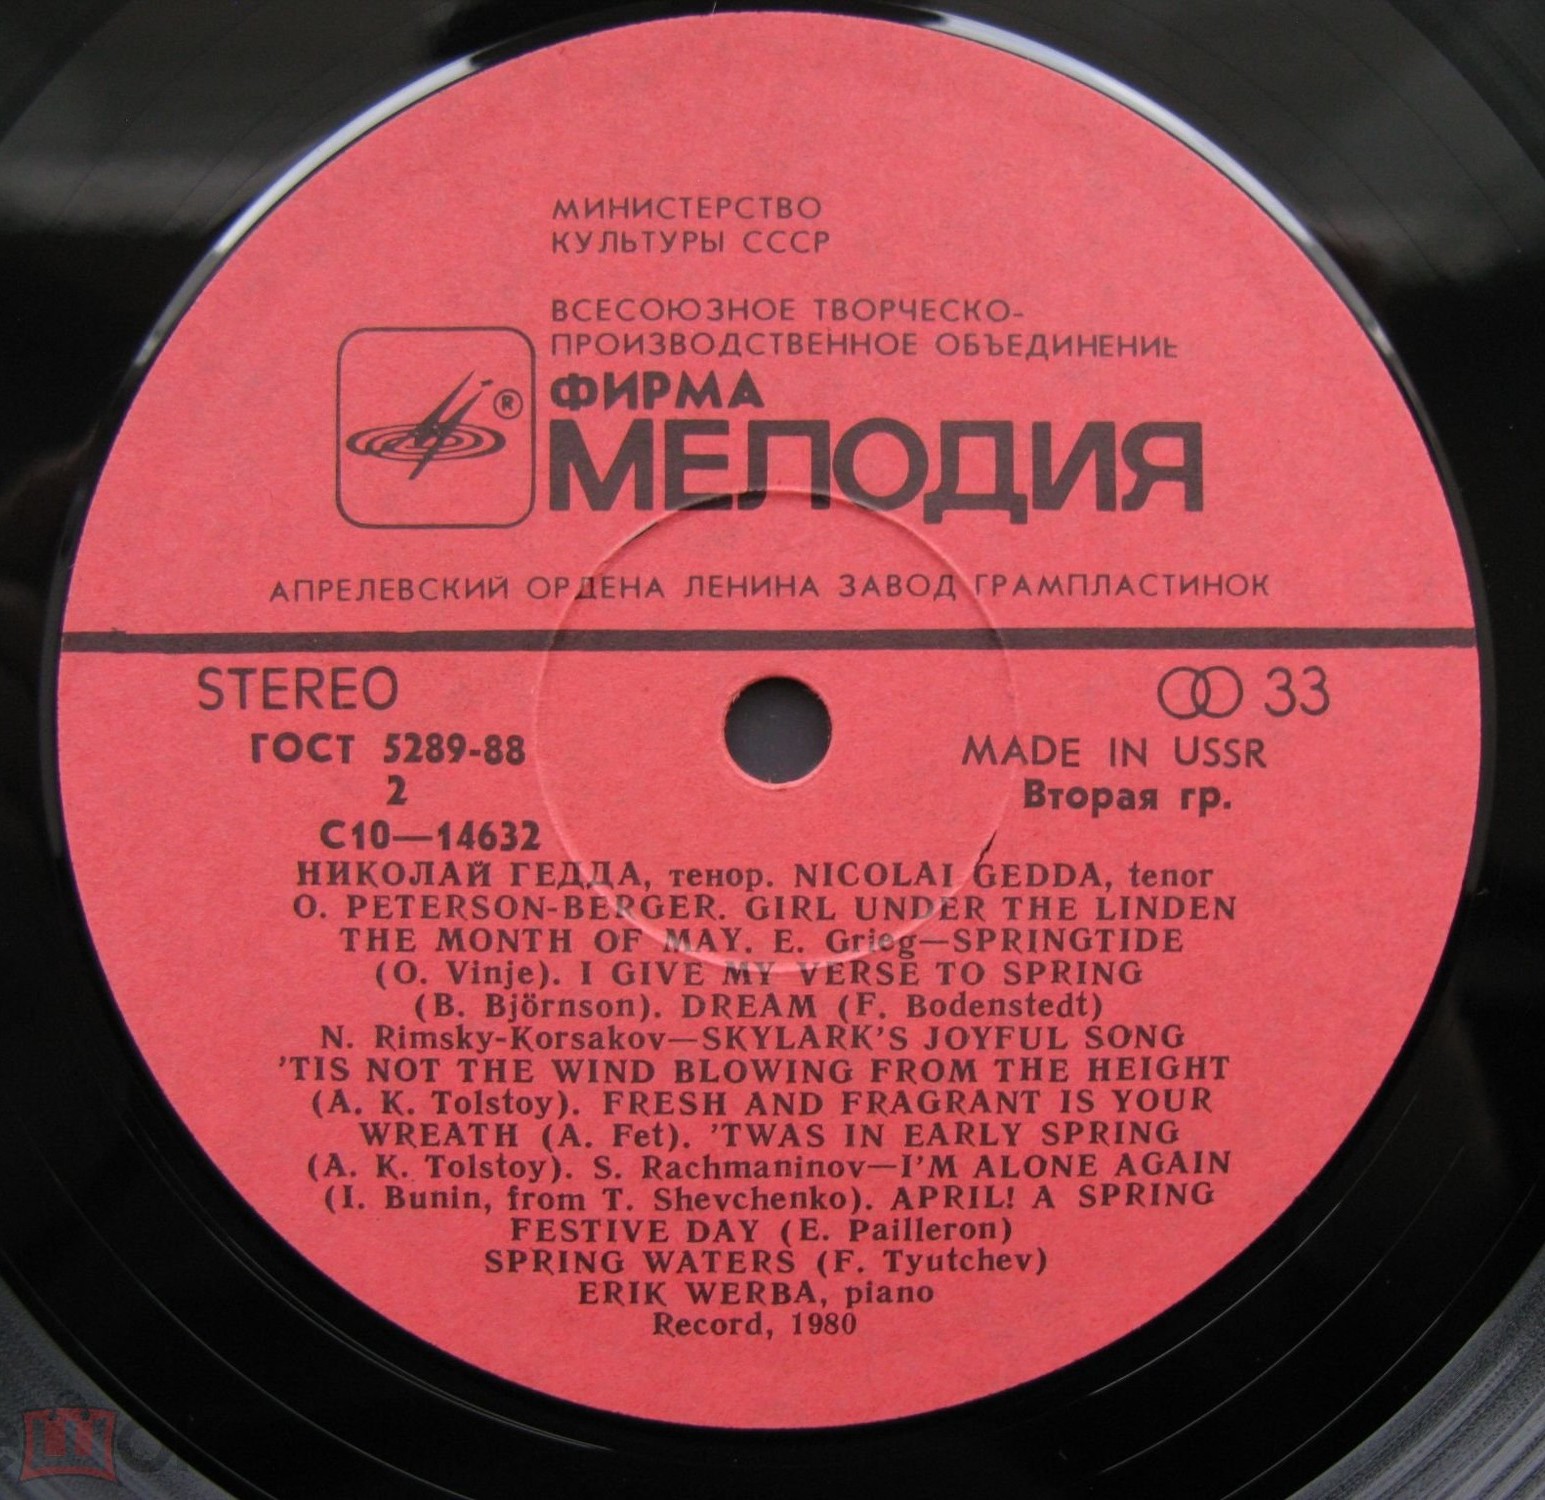 МИНИСТЕРСТВО
КУЛЬТУРЫ СССР
ВСЕСОЮЗНОЕ ТВОРЧЕСКО-
ПРОИЗВОДСТВЕННОЕ ОБЪЕДИНЕНИЕ
ФИРМА
®
МЕЛОДИЯ
АПРЕЛЕВСКИЙ ОРДЕНА ЛЕНИНА ЗАВОД ГРАМПЛАСТИНОК
STEREO
33
ГОСТ 5289-88
MADE IN USSR
2
Вторая гр.
С10—14632
НИКОЛАЙ ГЕДДА, тенор. NICOLAI GEDDA, tenor
O. PETERSON-BERGER. GIRL UNDER THE LINDEN
THE MONTH OF MAY. E. Grieg—SPRINGTIDE
(O. Vinje). I GIVE MY VERSE TO SPRING
(B. Björnson). DREAM (F. Bodenstedt)
N. Rimsky-Korsakov—SKYLARK'S JOYFUL SONG
'TIS NOT THE WIND BLOWING FROM THE HEIGHT
(A. K. Tolstoy). FRESH AND FRAGRANT IS YOUR
WREATH (A. Fet). 'TWAS IN EARLY SPRING
(A. K. Tolstoy). S. Rachmaninov—I'M ALONE AGAIN
(I. Bunin, from T. Shevchenko). APRIL! A SPRING
FESTIVE DAY (E. Pailleron)
SPRING WATERS (F. Tyutchev)
ERIK WERBA, piano
Record, 1980